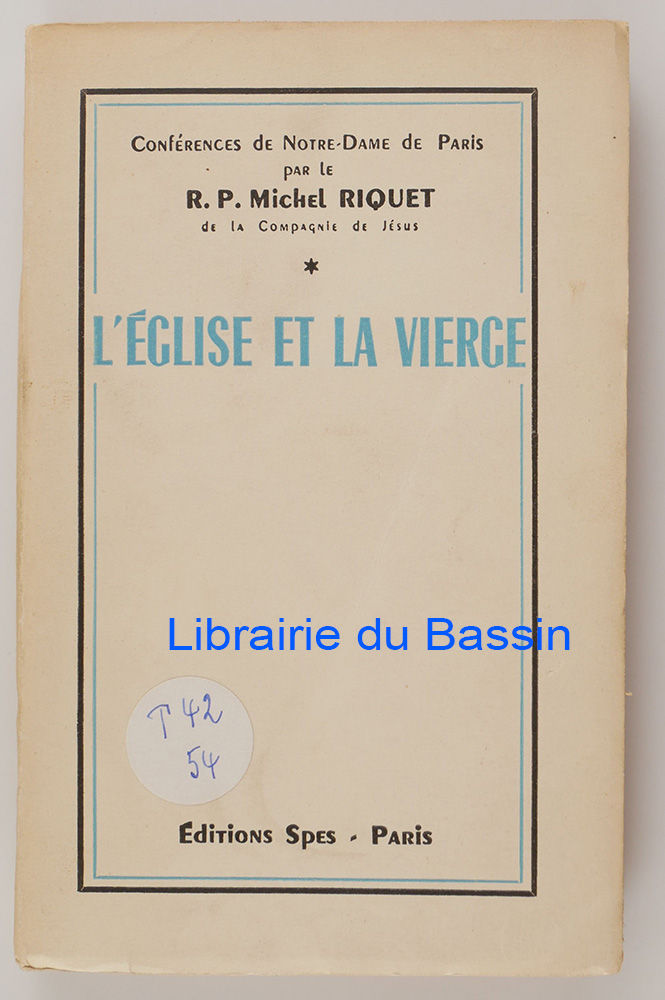 Conférences de Notre-Dame de Paris
par le
R. P. Michel RIQUET
de la Compagnie de Jésus
L'ÉGLISE ET LA VIERGE
Librairie du Bassin
T 42
54
Éditions Spes - Paris